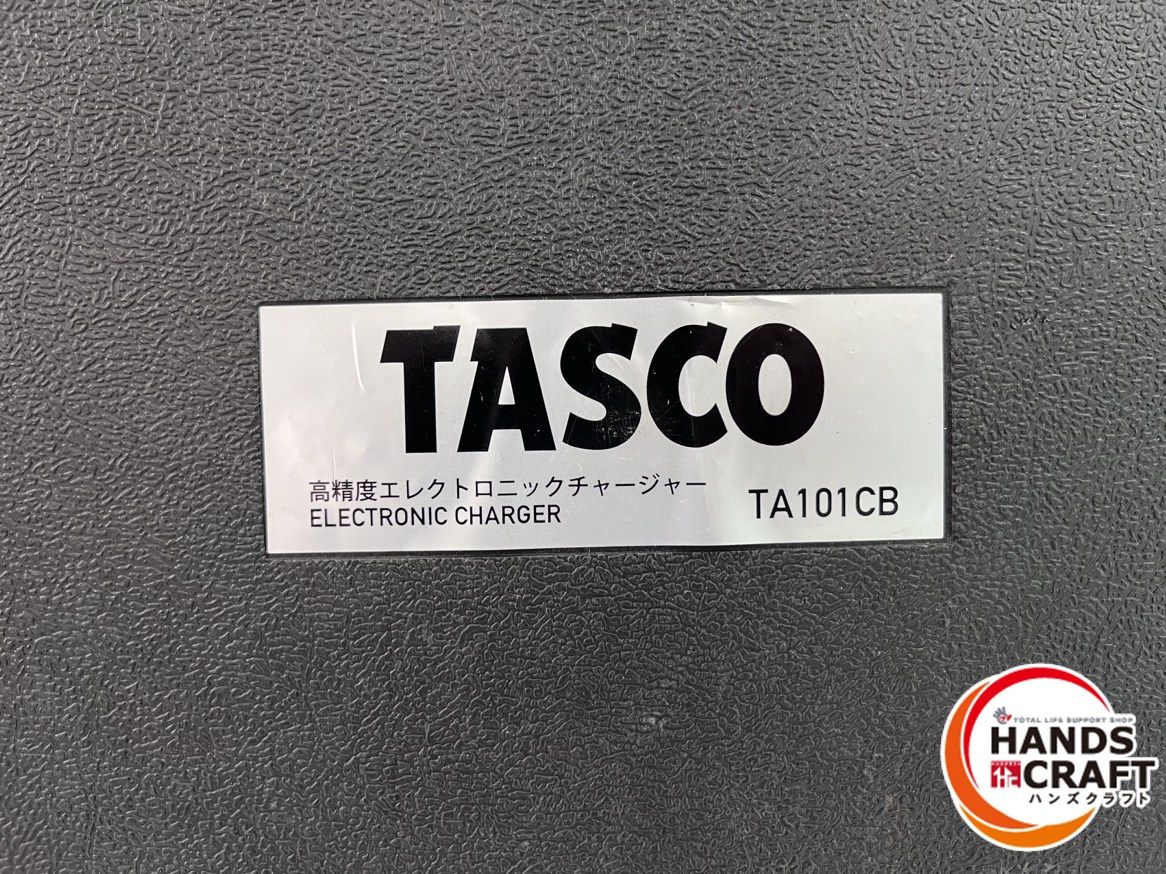 TASCO
高精度エレクトロニックチャージャー
ELECTRONIC CHARGER
TA101CB
TOTAL LIFE SUPPORT SHOP
HANDS
CRAFT
ハンズクラフト